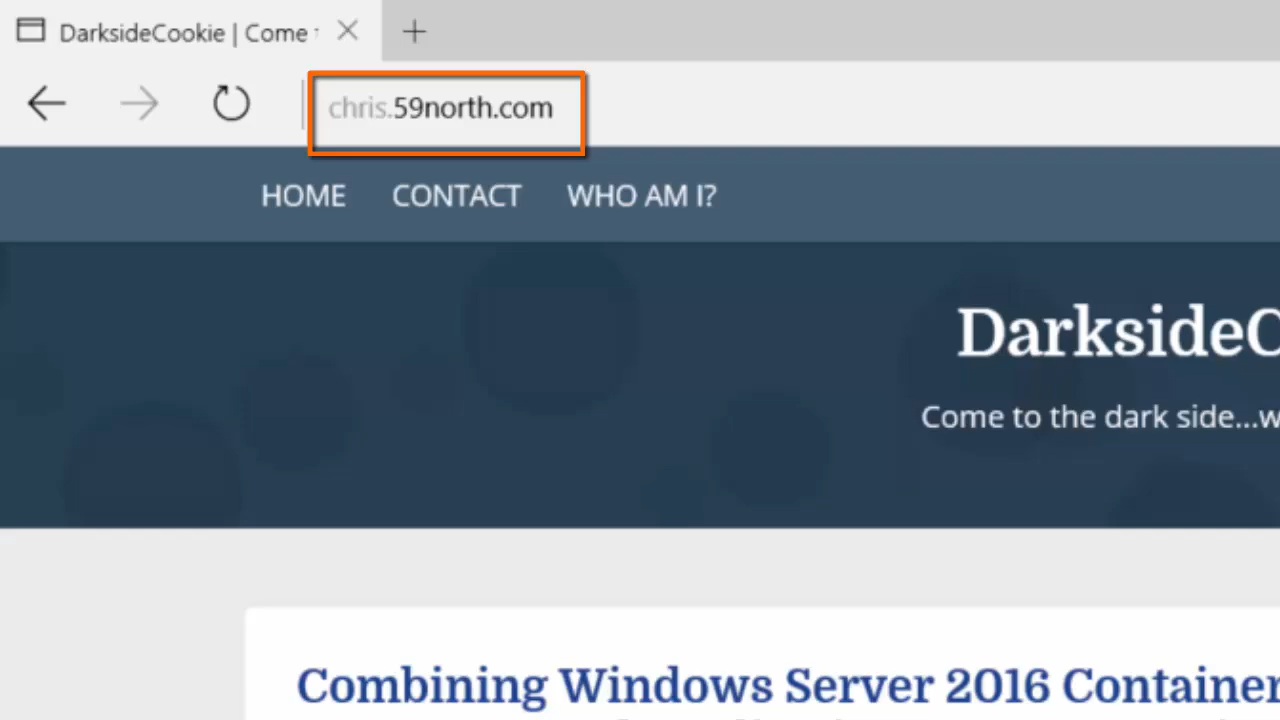 DarksideCookie | Come
chris.59north.com
HOME CONTACT WHO AM I?
DarksideC
Come to the dark side...w
Combining Windows Server 2016 Container